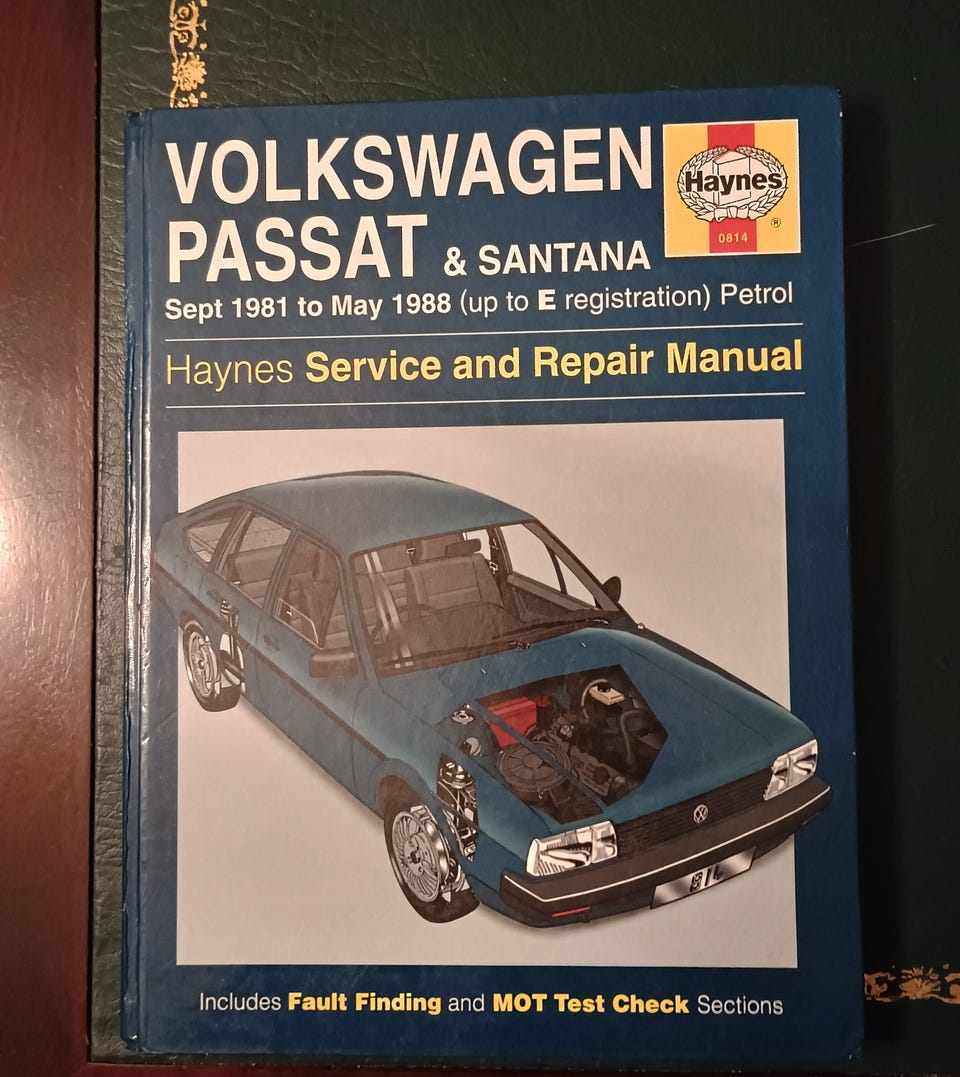 VOLKSWAGEN
PASSAT & SANTANA
Haynes
®
0814
Sept 1981 to May 1988 (up to E registration) Petrol
Haynes Service and Repair Manual
Includes Fault Finding and MOT Test Check Sections